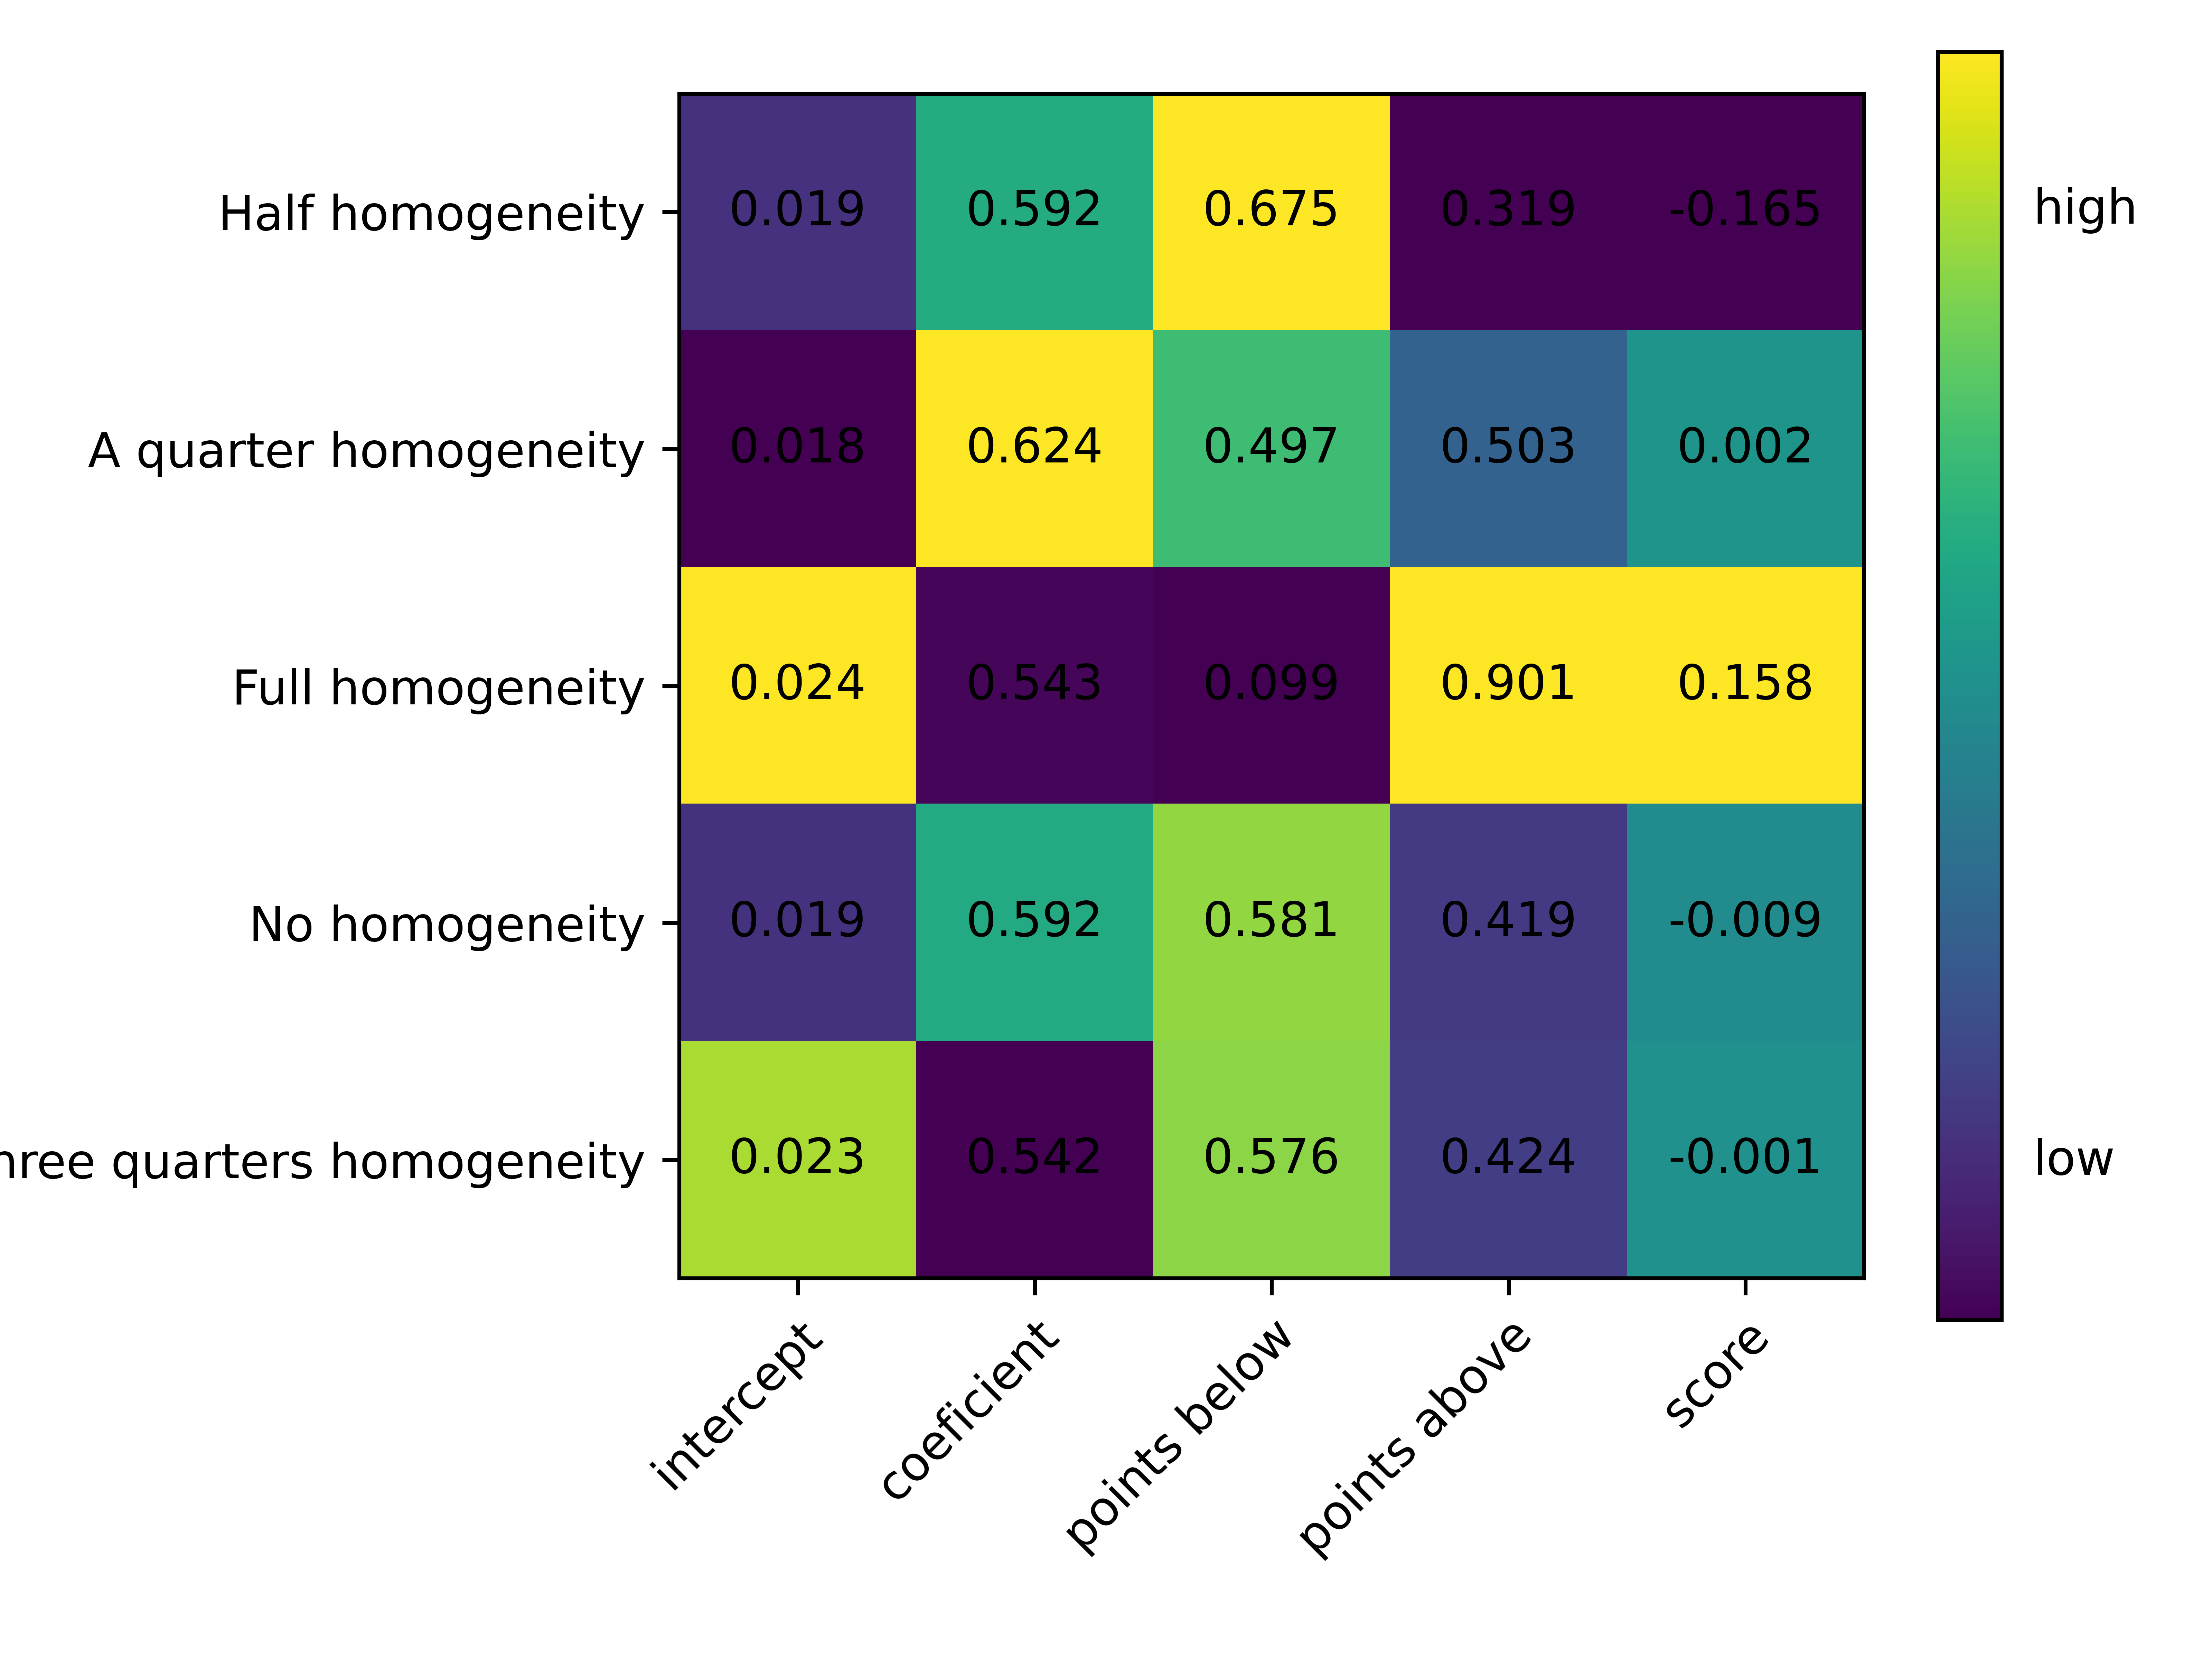 Half homogeneity 0.019 0.592 0.675 0.319 -0.165
high
A quarter homogeneity 0.018 0.624 0.497 0.503 0.002
Full homogeneity 0.024 0.543 0.099 0.901 0.158
No homogeneity 0.019 0.592 0.581 0.419 -0.009
hree quarters homogeneity 0.023 0.542 0.576 0.424 -0.001
low
intercept
coeficient
points below
points above
score